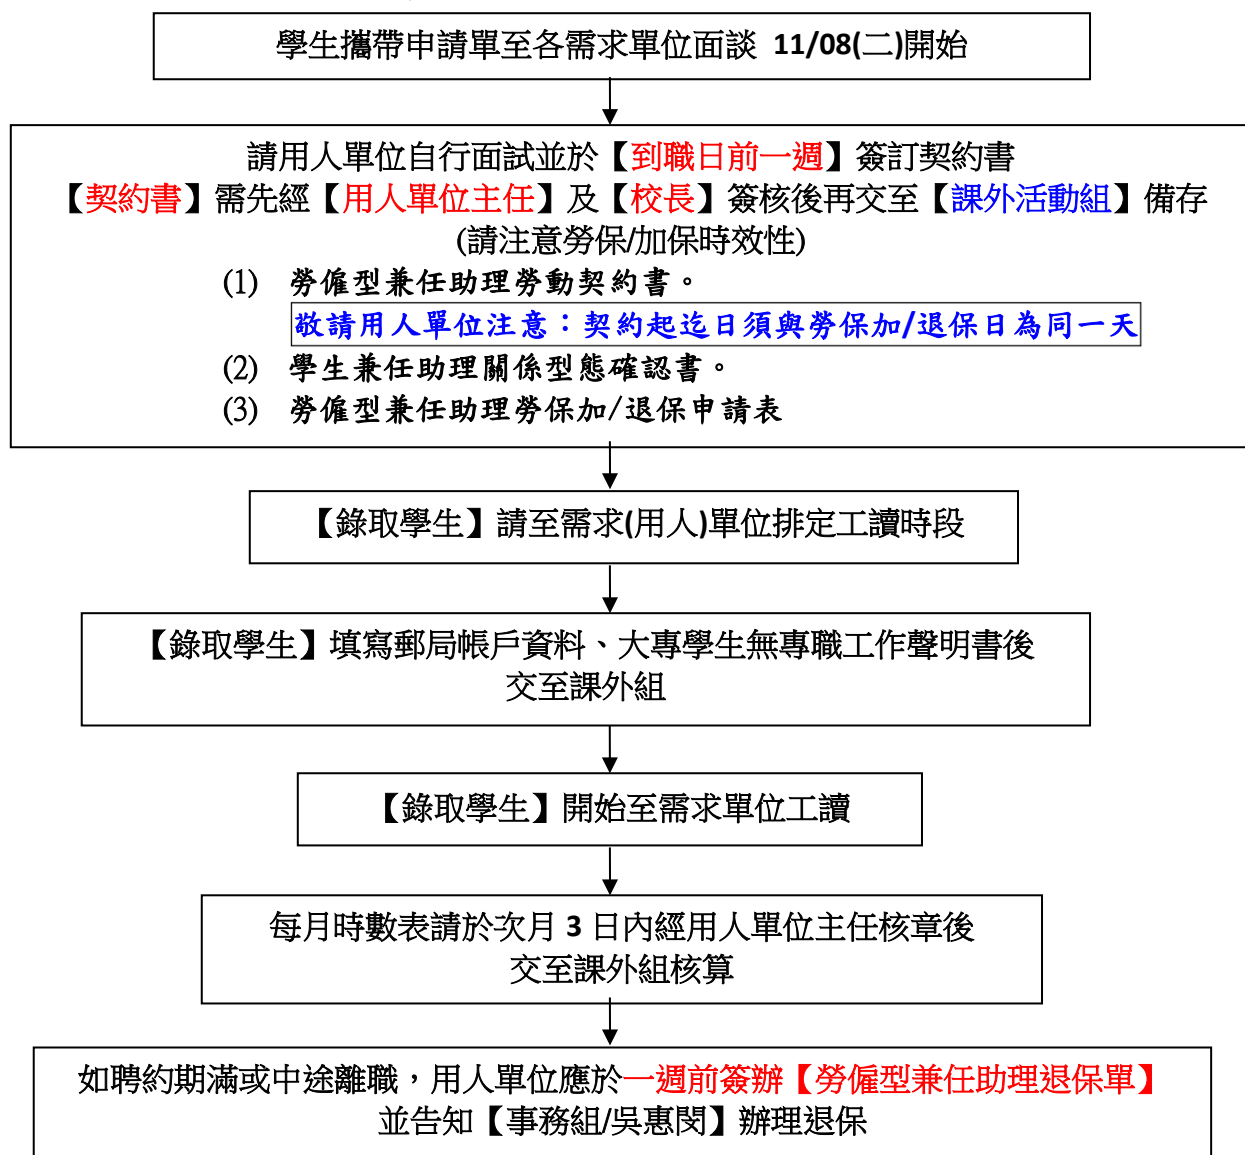 學生攜帶申請單至各需求單位面談 11/08(二)開始
請用人單位自行面試並於【到職日前一週】簽訂契約書
【契約書】需先經【用人單位主任】及【校長】簽核後再交至【課外活動組】備存
(請注意勞保/加保時效性)
(1) 勞僱型兼任助理勞動契約書。
敬請用人單位注意：契約起迄日須與勞保加/退保日為同一天
(2) 學生兼任助理關係型態確認書。
(3) 勞僱型兼任助理勞保加/退保申請表
【錄取學生】請至需求(用人)單位排定工讀時段
【錄取學生】填寫郵局帳戶資料、大專學生無專職工作聲明書後
交至課外組
【錄取學生】開始至需求單位工讀
每月時數表請於次月 3 日內經用人單位主任核章後
交至課外組核算
如聘約期滿或中途離職，用人單位應於一週前簽辦【勞僱型兼任助理退保單】
並告知【事務組/吳惠閔】辦理退保